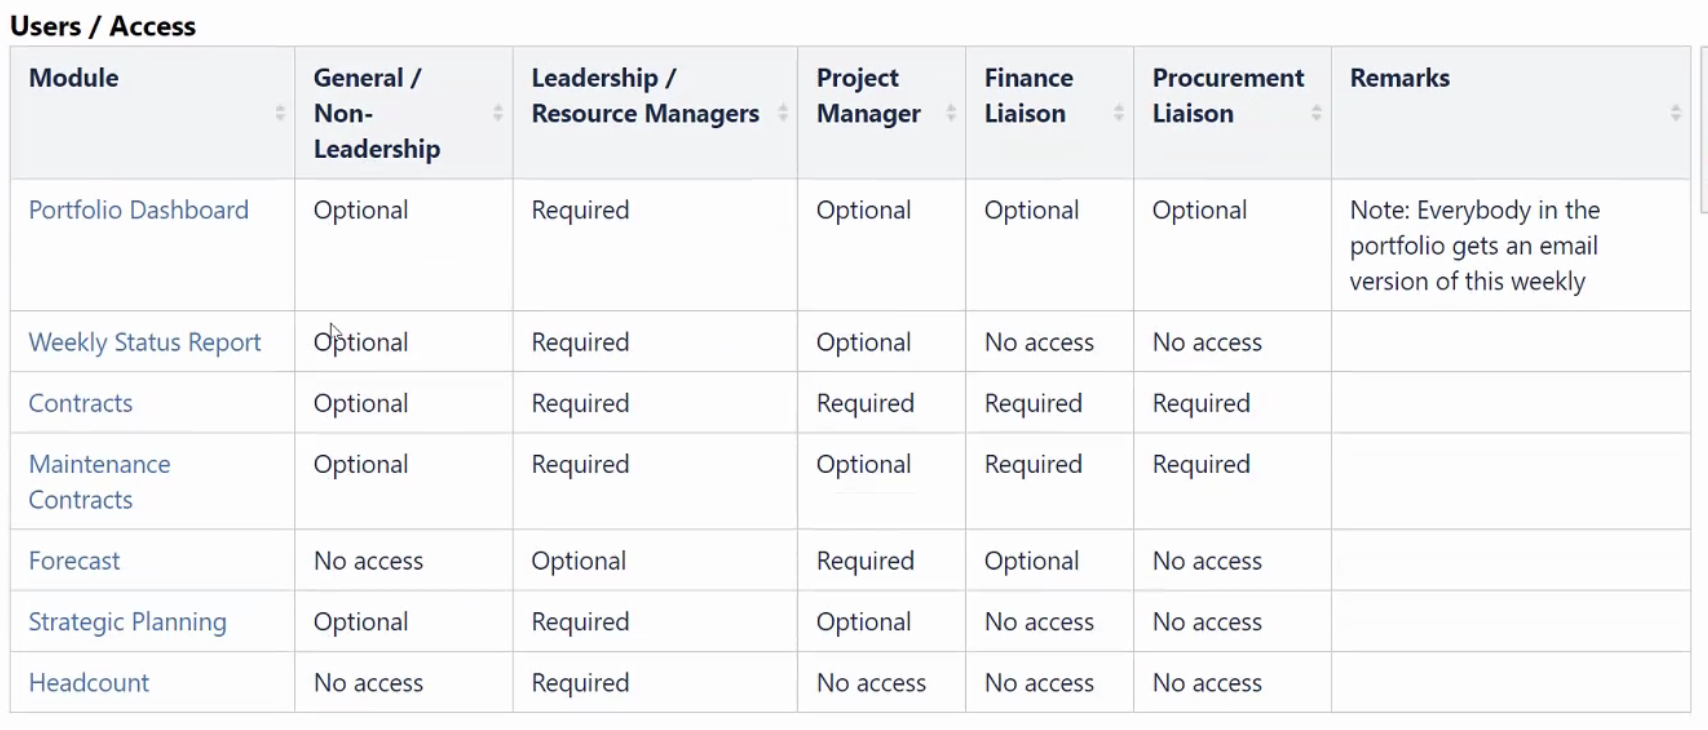 Users / Access
Module
General /
Non-
Leadership
Leadership /
Resource Managers
Project
Manager
Finance
Liaison
Procurement
Liaison
Remarks
Portfolio Dashboard
Optional
Required
Optional
Optional
Optional
Note: Everybody in the
portfolio gets an email
version of this weekly
Weekly Status Report
Optional
Required
Optional
No access
No access
Contracts
Optional
Required
Required
Required
Required
Maintenance
Contracts
Optional
Required
Optional
Required
Required
Forecast
No access
Optional
Required
Optional
No access
Strategic Planning
Optional
Required
Optional
No access
No access
Headcount
No access
Required
No access
No access
No access